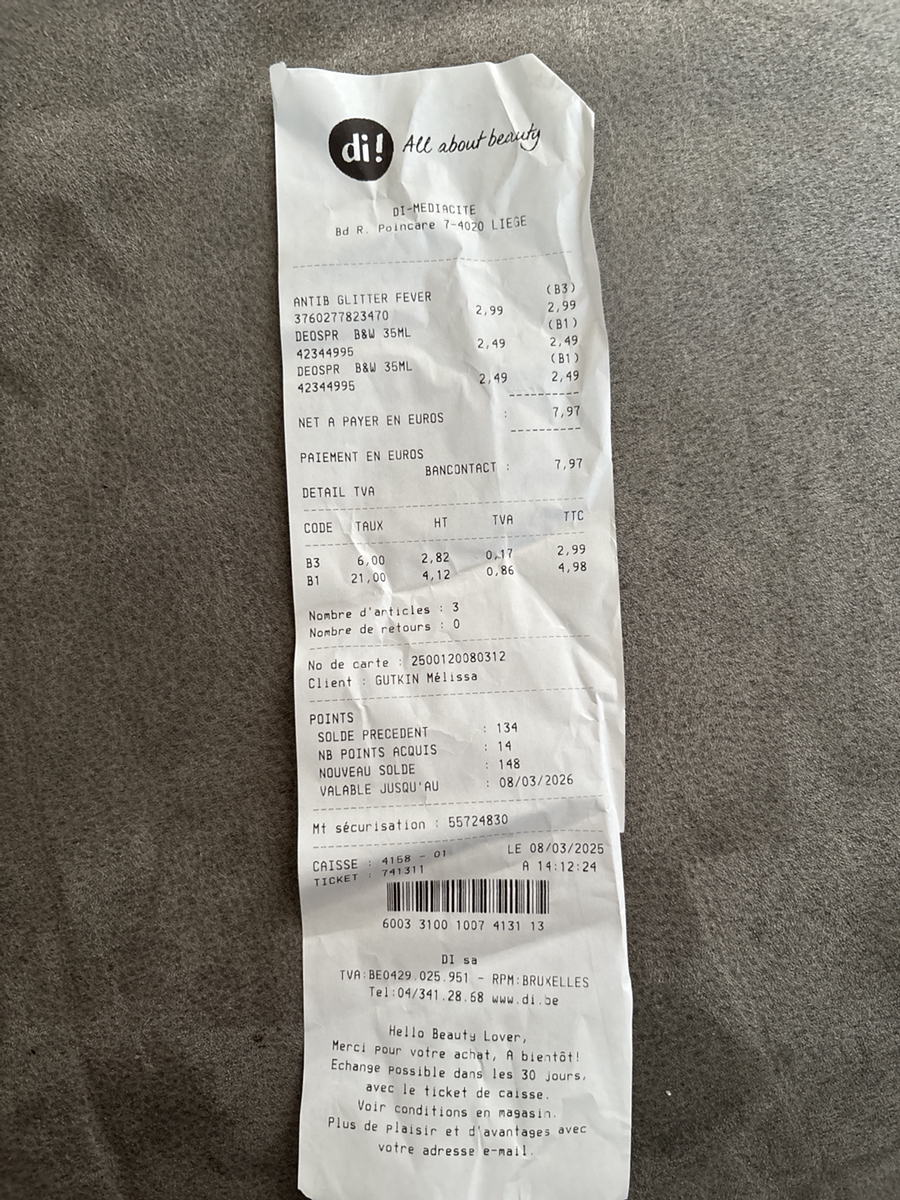 di! All about beauty
DI-MEDIACITE
Bd R. Poincare 7-4020 LIEGE
(B3)
ANTIB GLITTER FEVER
3760277823470 2,99 2,99
(B1)
DEOSPR B&W 35ML
42344995 2,49 2,49
(B1)
DEOSPR B&W 35ML
42344995 2,49 2,49
NET A PAYER EN EUROS : 7,97
PAIEMENT EN EUROS
BANCONTACT : 7,97
DETAIL TVA
CODE TAUX HT TVA TTC
B3 6,00 2,82 0,17 2,99
B1 21,00 4,12 0,86 4,98
Nombre d'articles : 3
Nombre de retours : 0
No de carte : 2500120080312
Client : GUTKIN Mélissa
POINTS
SOLDE PRECEDENT : 134
NB POINTS ACQUIS : 14
NOUVEAU SOLDE : 148
VALABLE JUSQU'AU : 08/03/2026
Mt sécurisation : 55724830
CAISSE : 4158 - 01 LE 08/03/2025
TICKET : 741311 A 14:12:24
6003 3100 1007 4131 13
DI sa
TVA:BE0429.025.951 - RPM:BRUXELLES
Tel:04/341.28.68 www.di.be
Hello Beauty Lover,
Merci pour votre achat, A bientôt!
Echange possible dans les 30 jours,
avec le ticket de caisse.
Voir conditions en magasin.
Plus de plaisir et d'avantages avec
votre adresse e-mail.